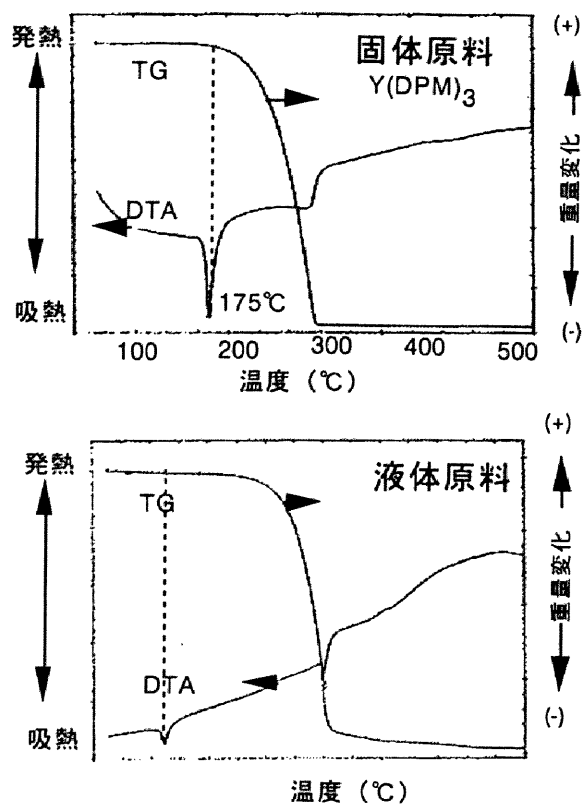 発熱
吸熱
TG
DTA
175℃
固体原料
Y(DPM)3
(+)
重量変化
(-)
100 200 300 400 500
温度 (℃)
発熱
吸熱
TG
DTA
液体原料
(+)
重量変化
(-)
温度 (℃)